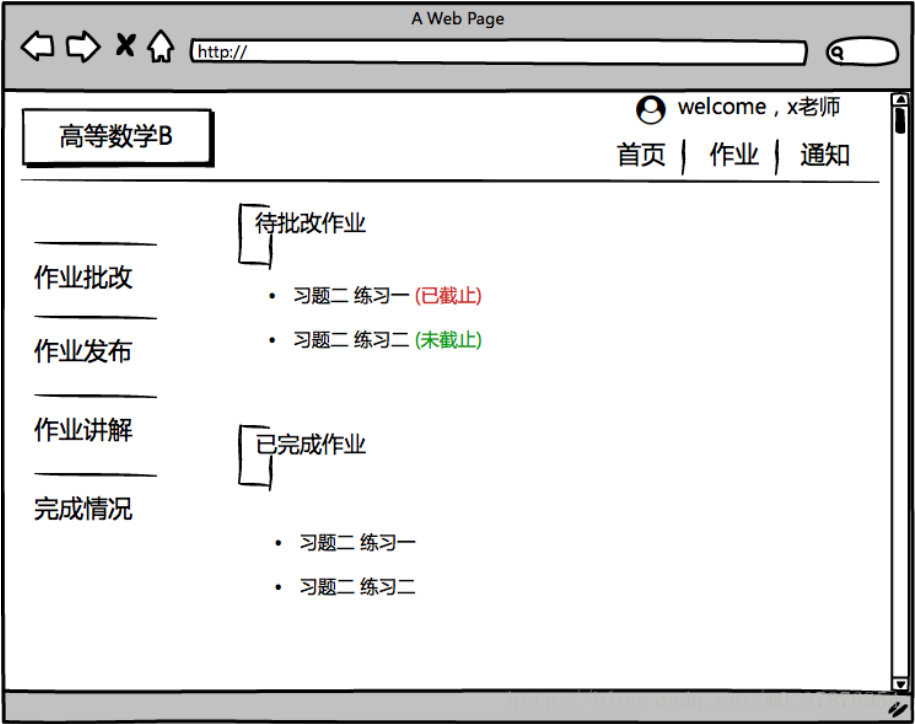 A Web Page
http://
welcome，x老师
高等数学B
首页 作业 通知
待批改作业
作业批改
习题二 练习一 (已截止)
习题二 练习二 (未截止)
作业发布
作业讲解
已完成作业
完成情况
习题二 练习一
习题二 练习二